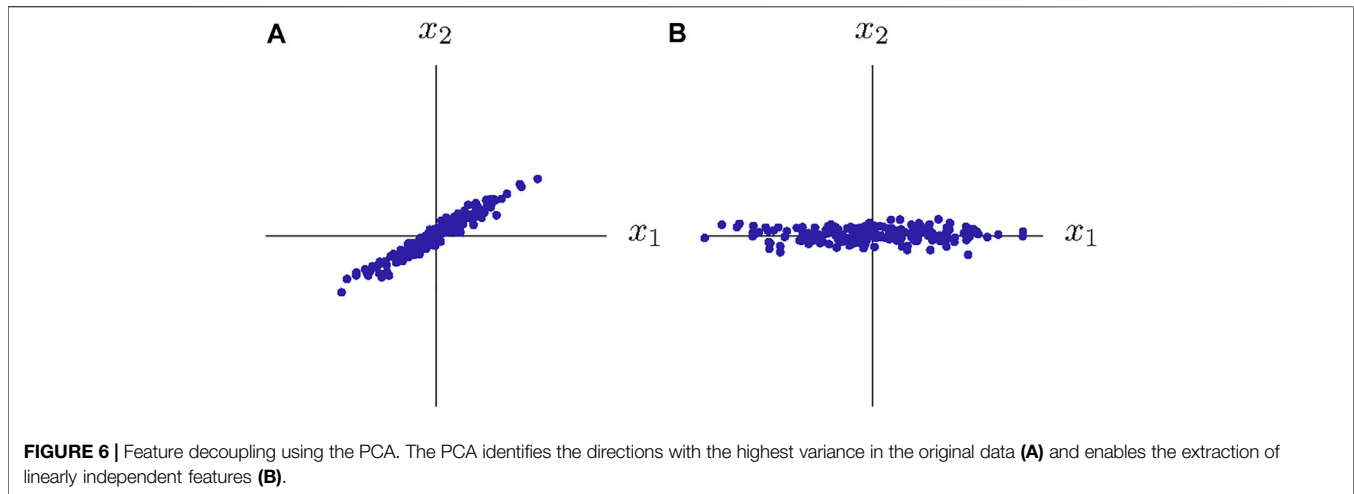 A
x2
x1
B
x2
x1
FIGURE 6 | Feature decoupling using the PCA. The PCA identifies the directions with the highest variance in the original data (A) and enables the extraction of
linearly independent features (B).